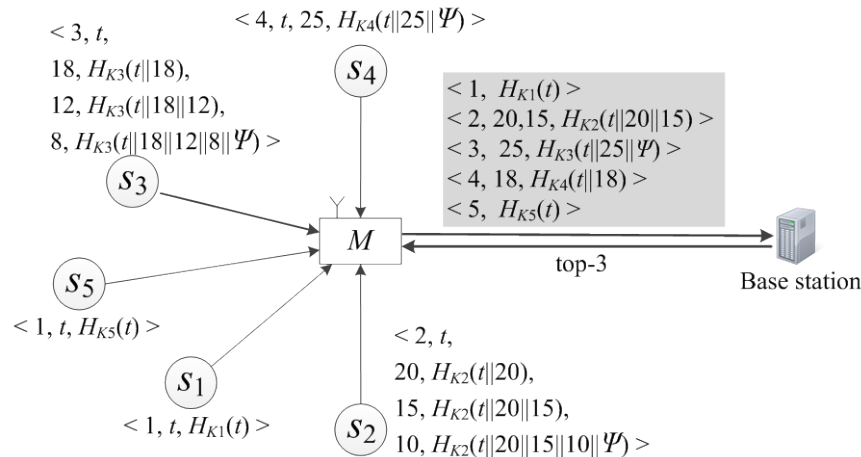 < 4, t, 25, H_K4(t||25||Ψ) >
< 3, t,
18, H_K3(t||18),
12, H_K3(t||18||12),
8, H_K3(t||18||12||8||Ψ) >
s4
s3
< 1, H_K1(t) >
< 2, 20,15, H_K2(t||20||15) >
< 3, 25, H_K3(t||25||Ψ) >
< 4, 18, H_K4(t||18) >
< 5, H_K5(t) >
M
top-3
Base station
s5
< 1, t, H_K5(t) >
s1
< 1, t, H_K1(t) >
< 2, t,
20, H_K2(t||20),
15, H_K2(t||20||15),
10, H_K2(t||20||15||10||Ψ) >
s2